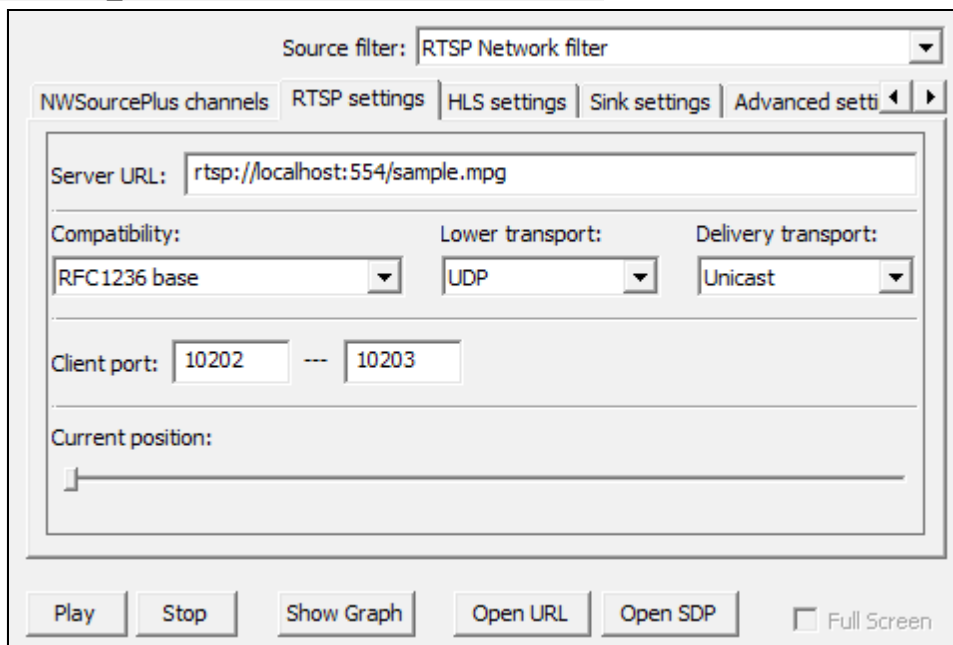 Source filter: RTSP Network filter
NWSourcePlus channels RTSP settings HLS settings Sink settings Advanced setti
Server URL: rtsp://localhost:554/sample.mpg
Compatibility: Lower transport: Delivery transport:
RFC1236 base UDP Unicast
Client port: 10202 --- 10203
Current position:
Play Stop Show Graph Open URL Open SDP Full Screen